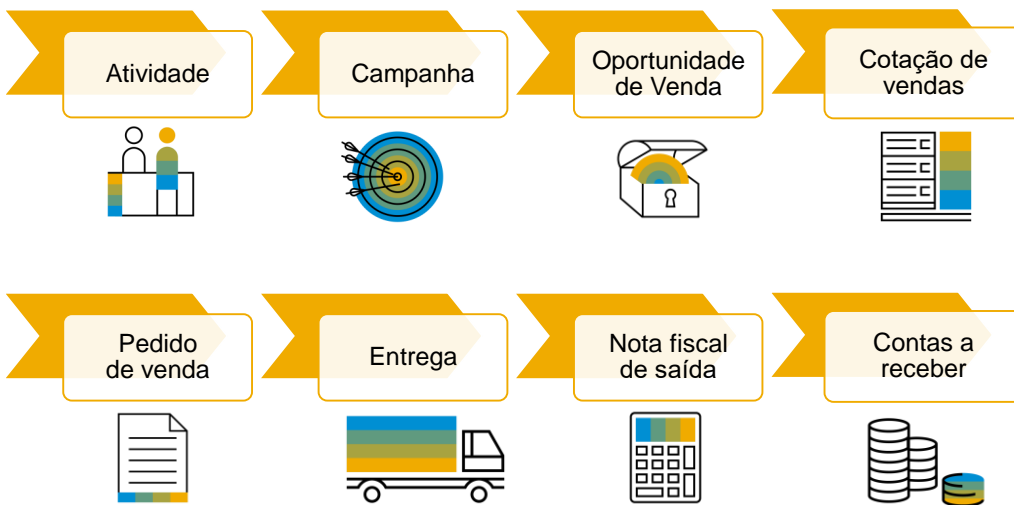 Atividade
Campanha
Oportunidade
de Venda
Cotação de
vendas
Pedido
de venda
Entrega
Nota fiscal
de saída
Contas a
receber